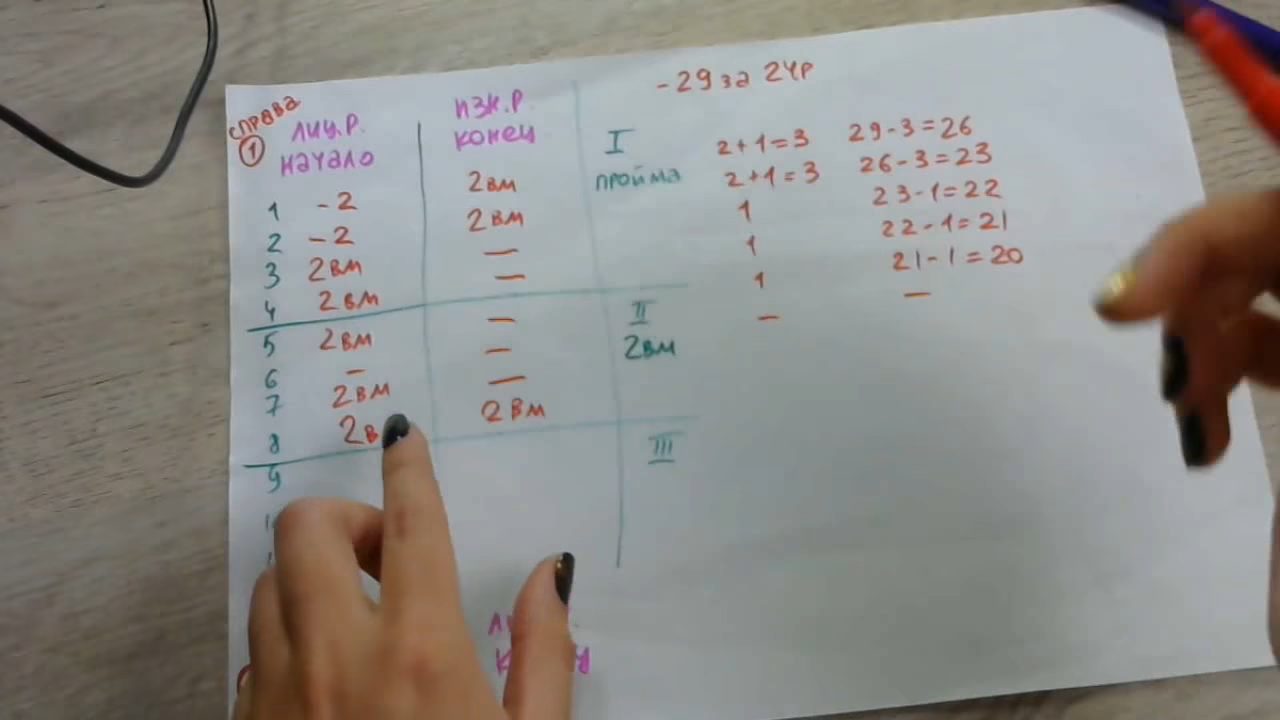 -29 за 24р
справа
1
лиц.р.
начало
изн.р.
конец
I
пройма
1 -2 2вм
2 -2 2вм
3 2вм —
4 2вм —
5 2вм —
6 — —
7 2вм —
8 2в 2вм
9
II
2вм
III
2+1=3 29-3=26
2+1=3 26-3=23
1 23-1=22
1 22-1=21
1 21-1=20
— —